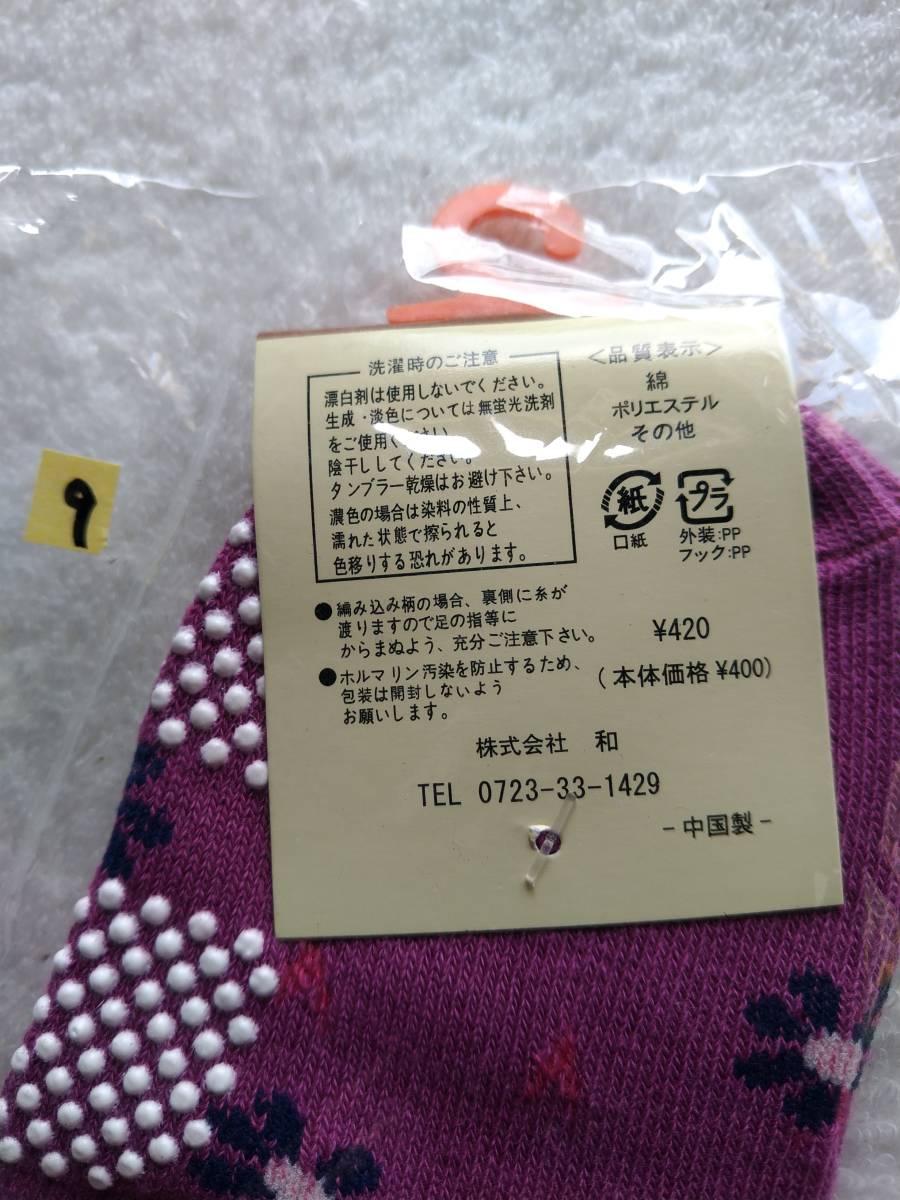 9
洗濯時のご注意
漂白剤は使用しないでください。
生成・淡色については無蛍光洗剤
をご使用ください
陰干ししてください。
タンブラー乾燥はお避け下さい。
濃色の場合は染料の性質上、
濡れた状態で擦られると
色移りする恐れがあります。
<品質表示>
綿
ポリエステル
その他
紙
口紙
プラ
外装:PP
フック:PP
●編み込み柄の場合、裏側に糸が
渡りますので足の指等に
からまぬよう、充分ご注意下さい。
●ホルマリン汚染を防止するため、
包装は開封しないよう
お願いします。
¥420
(本体価格¥400)
株式会社 和
TEL 0723-33-1429
-中国製-